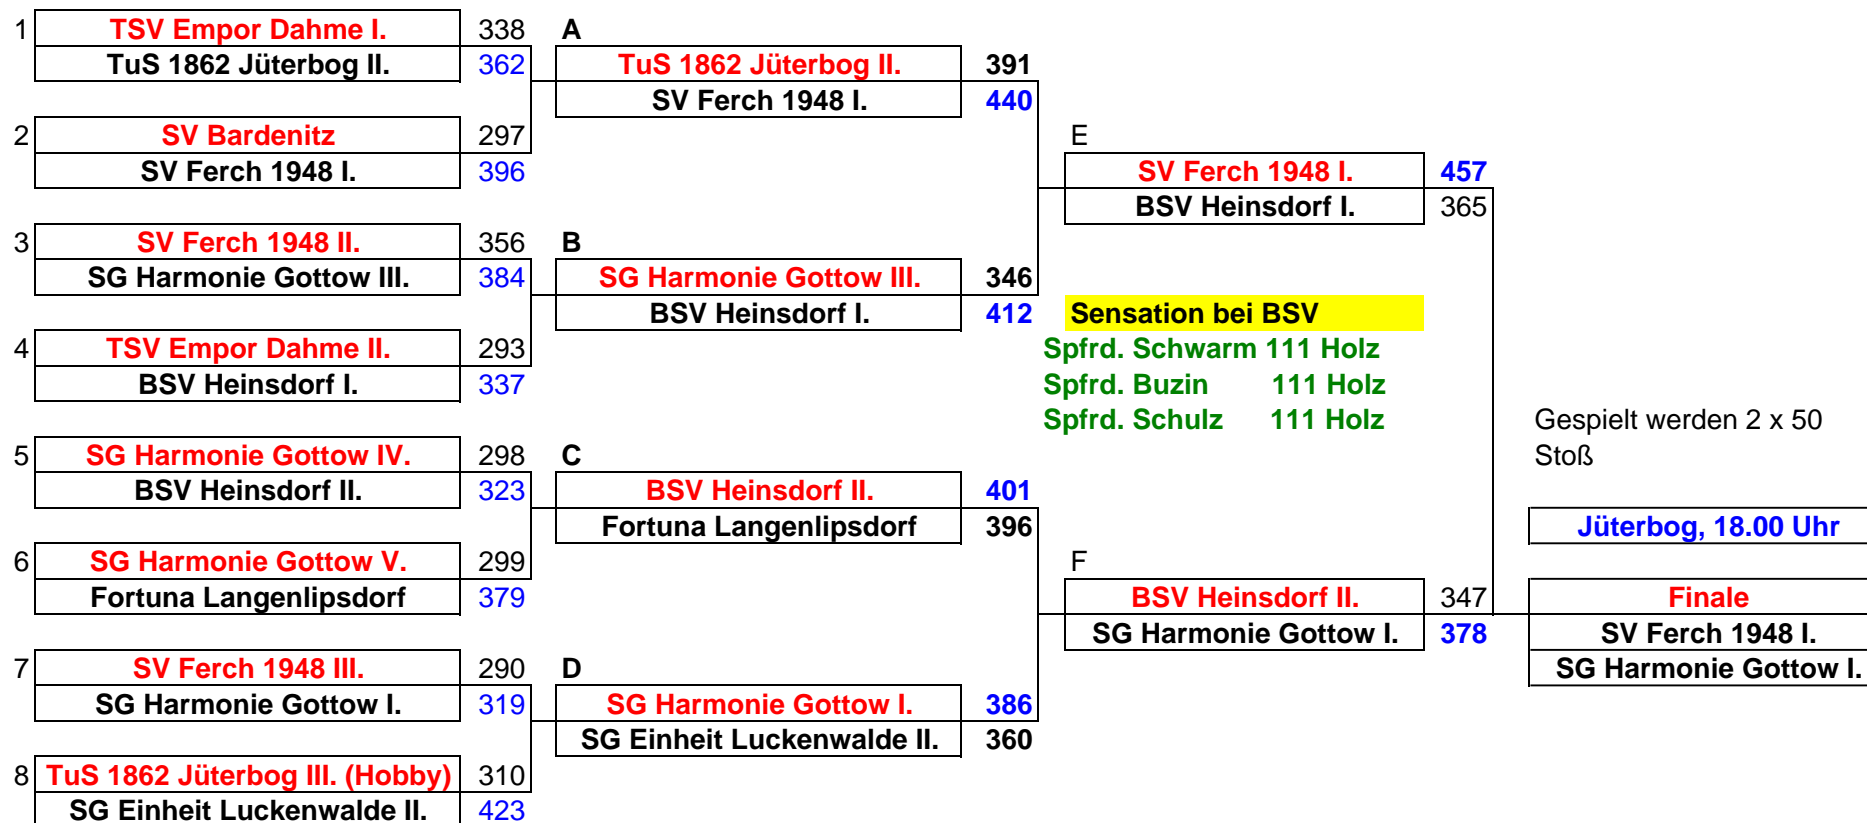 1 TSV Empor Dahme I. 338 A
TuS 1862 Jüterbog II. 362 TuS 1862 Jüterbog II. 391
SV Ferch 1948 I. 440
2 SV Bardenitz 297 E
SV Ferch 1948 I. 396 SV Ferch 1948 I. 457
BSV Heinsdorf I. 365
3 SV Ferch 1948 II. 356 B
SG Harmonie Gottow III. 384 SG Harmonie Gottow III. 346
BSV Heinsdorf I. 412 Sensation bei BSV
4 TSV Empor Dahme II. 293 Spfrd. Schwarm 111 Holz
BSV Heinsdorf I. 337 Spfrd. Buzin 111 Holz
Spfrd. Schulz 111 Holz Gespielt werden 2 x 50
5 SG Harmonie Gottow IV. 298 C Stoß
BSV Heinsdorf II. 323 BSV Heinsdorf II. 401
Fortuna Langenlipsdorf 396 Jüterbog, 18.00 Uhr
6 SG Harmonie Gottow V. 299 F
Fortuna Langenlipsdorf 379 BSV Heinsdorf II. 347 Finale
SG Harmonie Gottow I. 378 SV Ferch 1948 I.
7 SV Ferch 1948 III. 290 D SG Harmonie Gottow I.
SG Harmonie Gottow I. 319 SG Harmonie Gottow I. 386
SG Einheit Luckenwalde II. 360
8 TuS 1862 Jüterbog III. (Hobby) 310
SG Einheit Luckenwalde II. 423